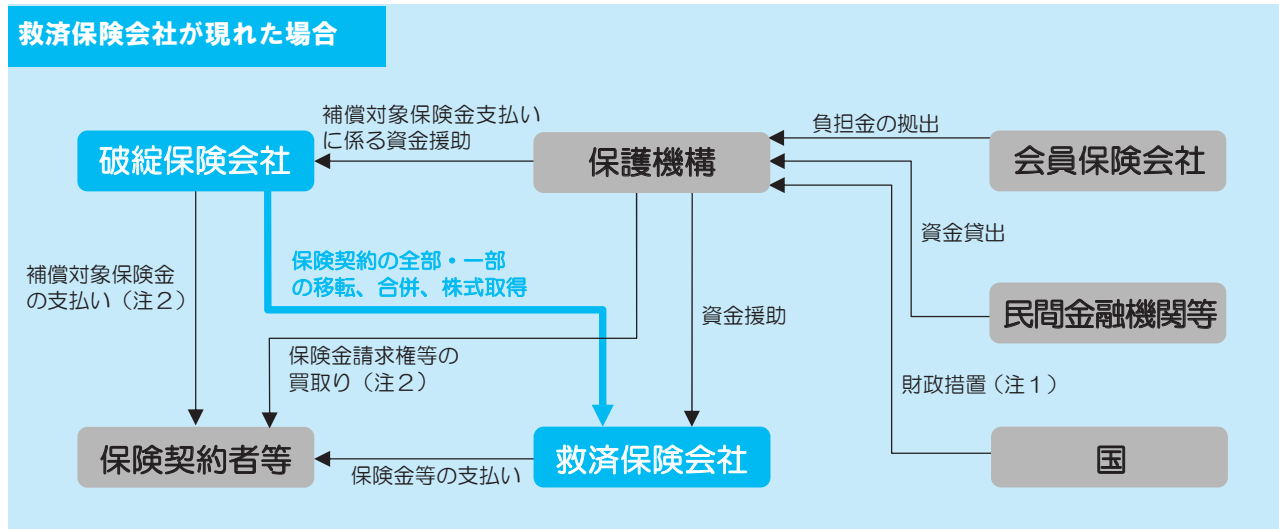 救済保険会社が現れた場合
補償対象保険金支払い
に係る資金援助
負担金の拠出
破綻保険会社
保護機構
会員保険会社
資金貸出
保険契約の全部・一部
の移転、合併、株式取得
補償対象保険金
の支払い（注２）
民間金融機関等
資金援助
保険金請求権等の
買取り（注２）
財政措置（注１）
保険契約者等
保険金等の支払い
救済保険会社
国